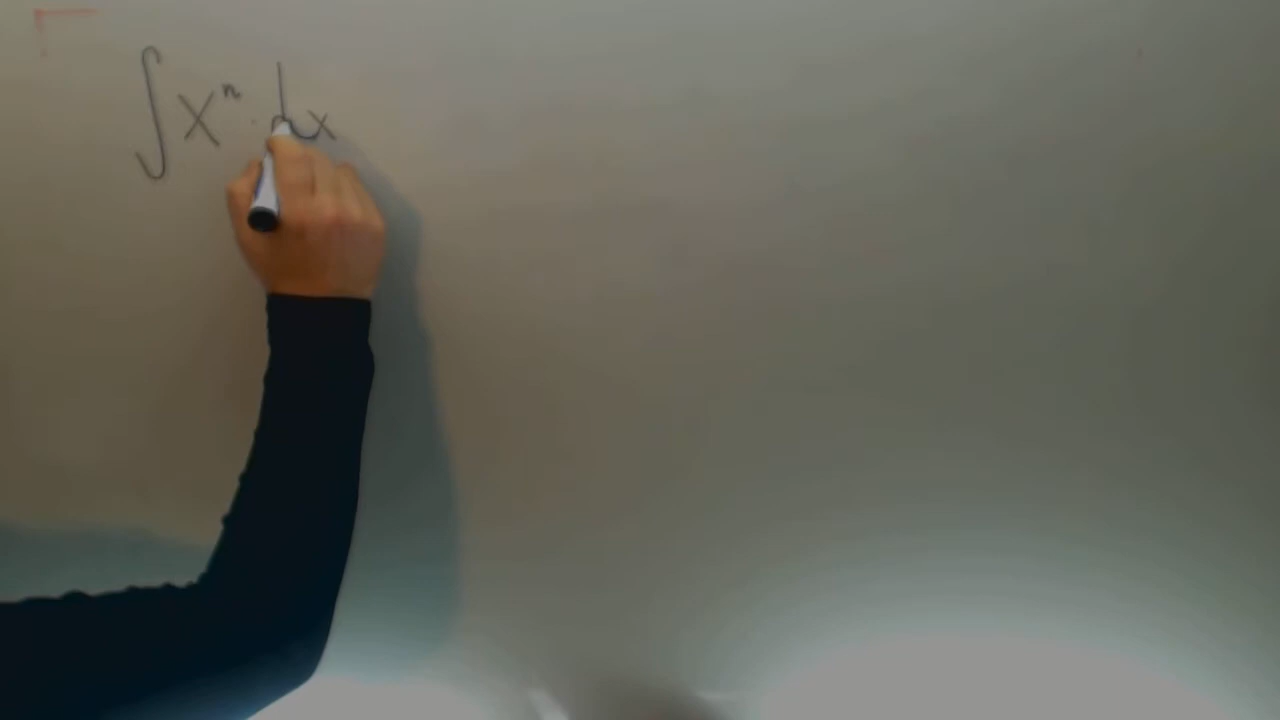 ∫ xⁿ · dx